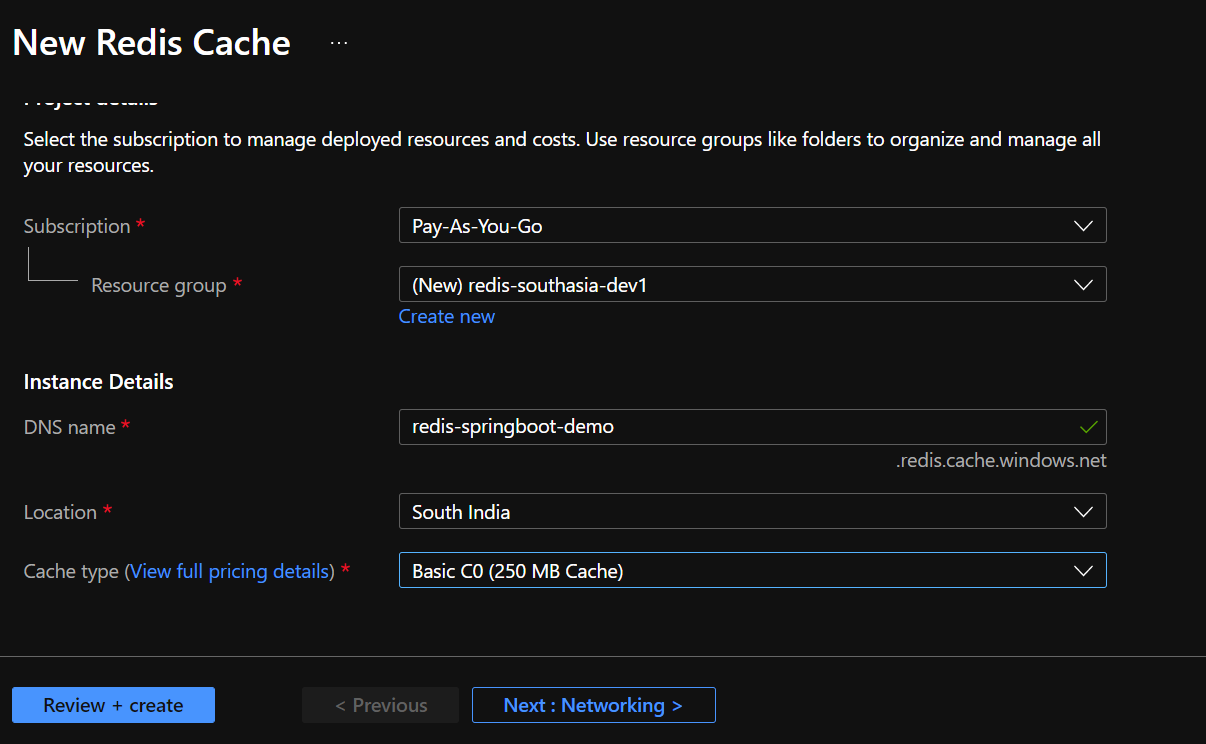 New Redis Cache ...
Project details
Select the subscription to manage deployed resources and costs. Use resource groups like folders to organize and manage all
your resources.
Subscription *
Pay-As-You-Go
Resource group *
(New) redis-southasia-dev1
Create new
Instance Details
DNS name *
redis-springboot-demo
.redis.cache.windows.net
Location *
South India
Cache type (View full pricing details) *
Basic C0 (250 MB Cache)
Review + create
< Previous
Next : Networking >